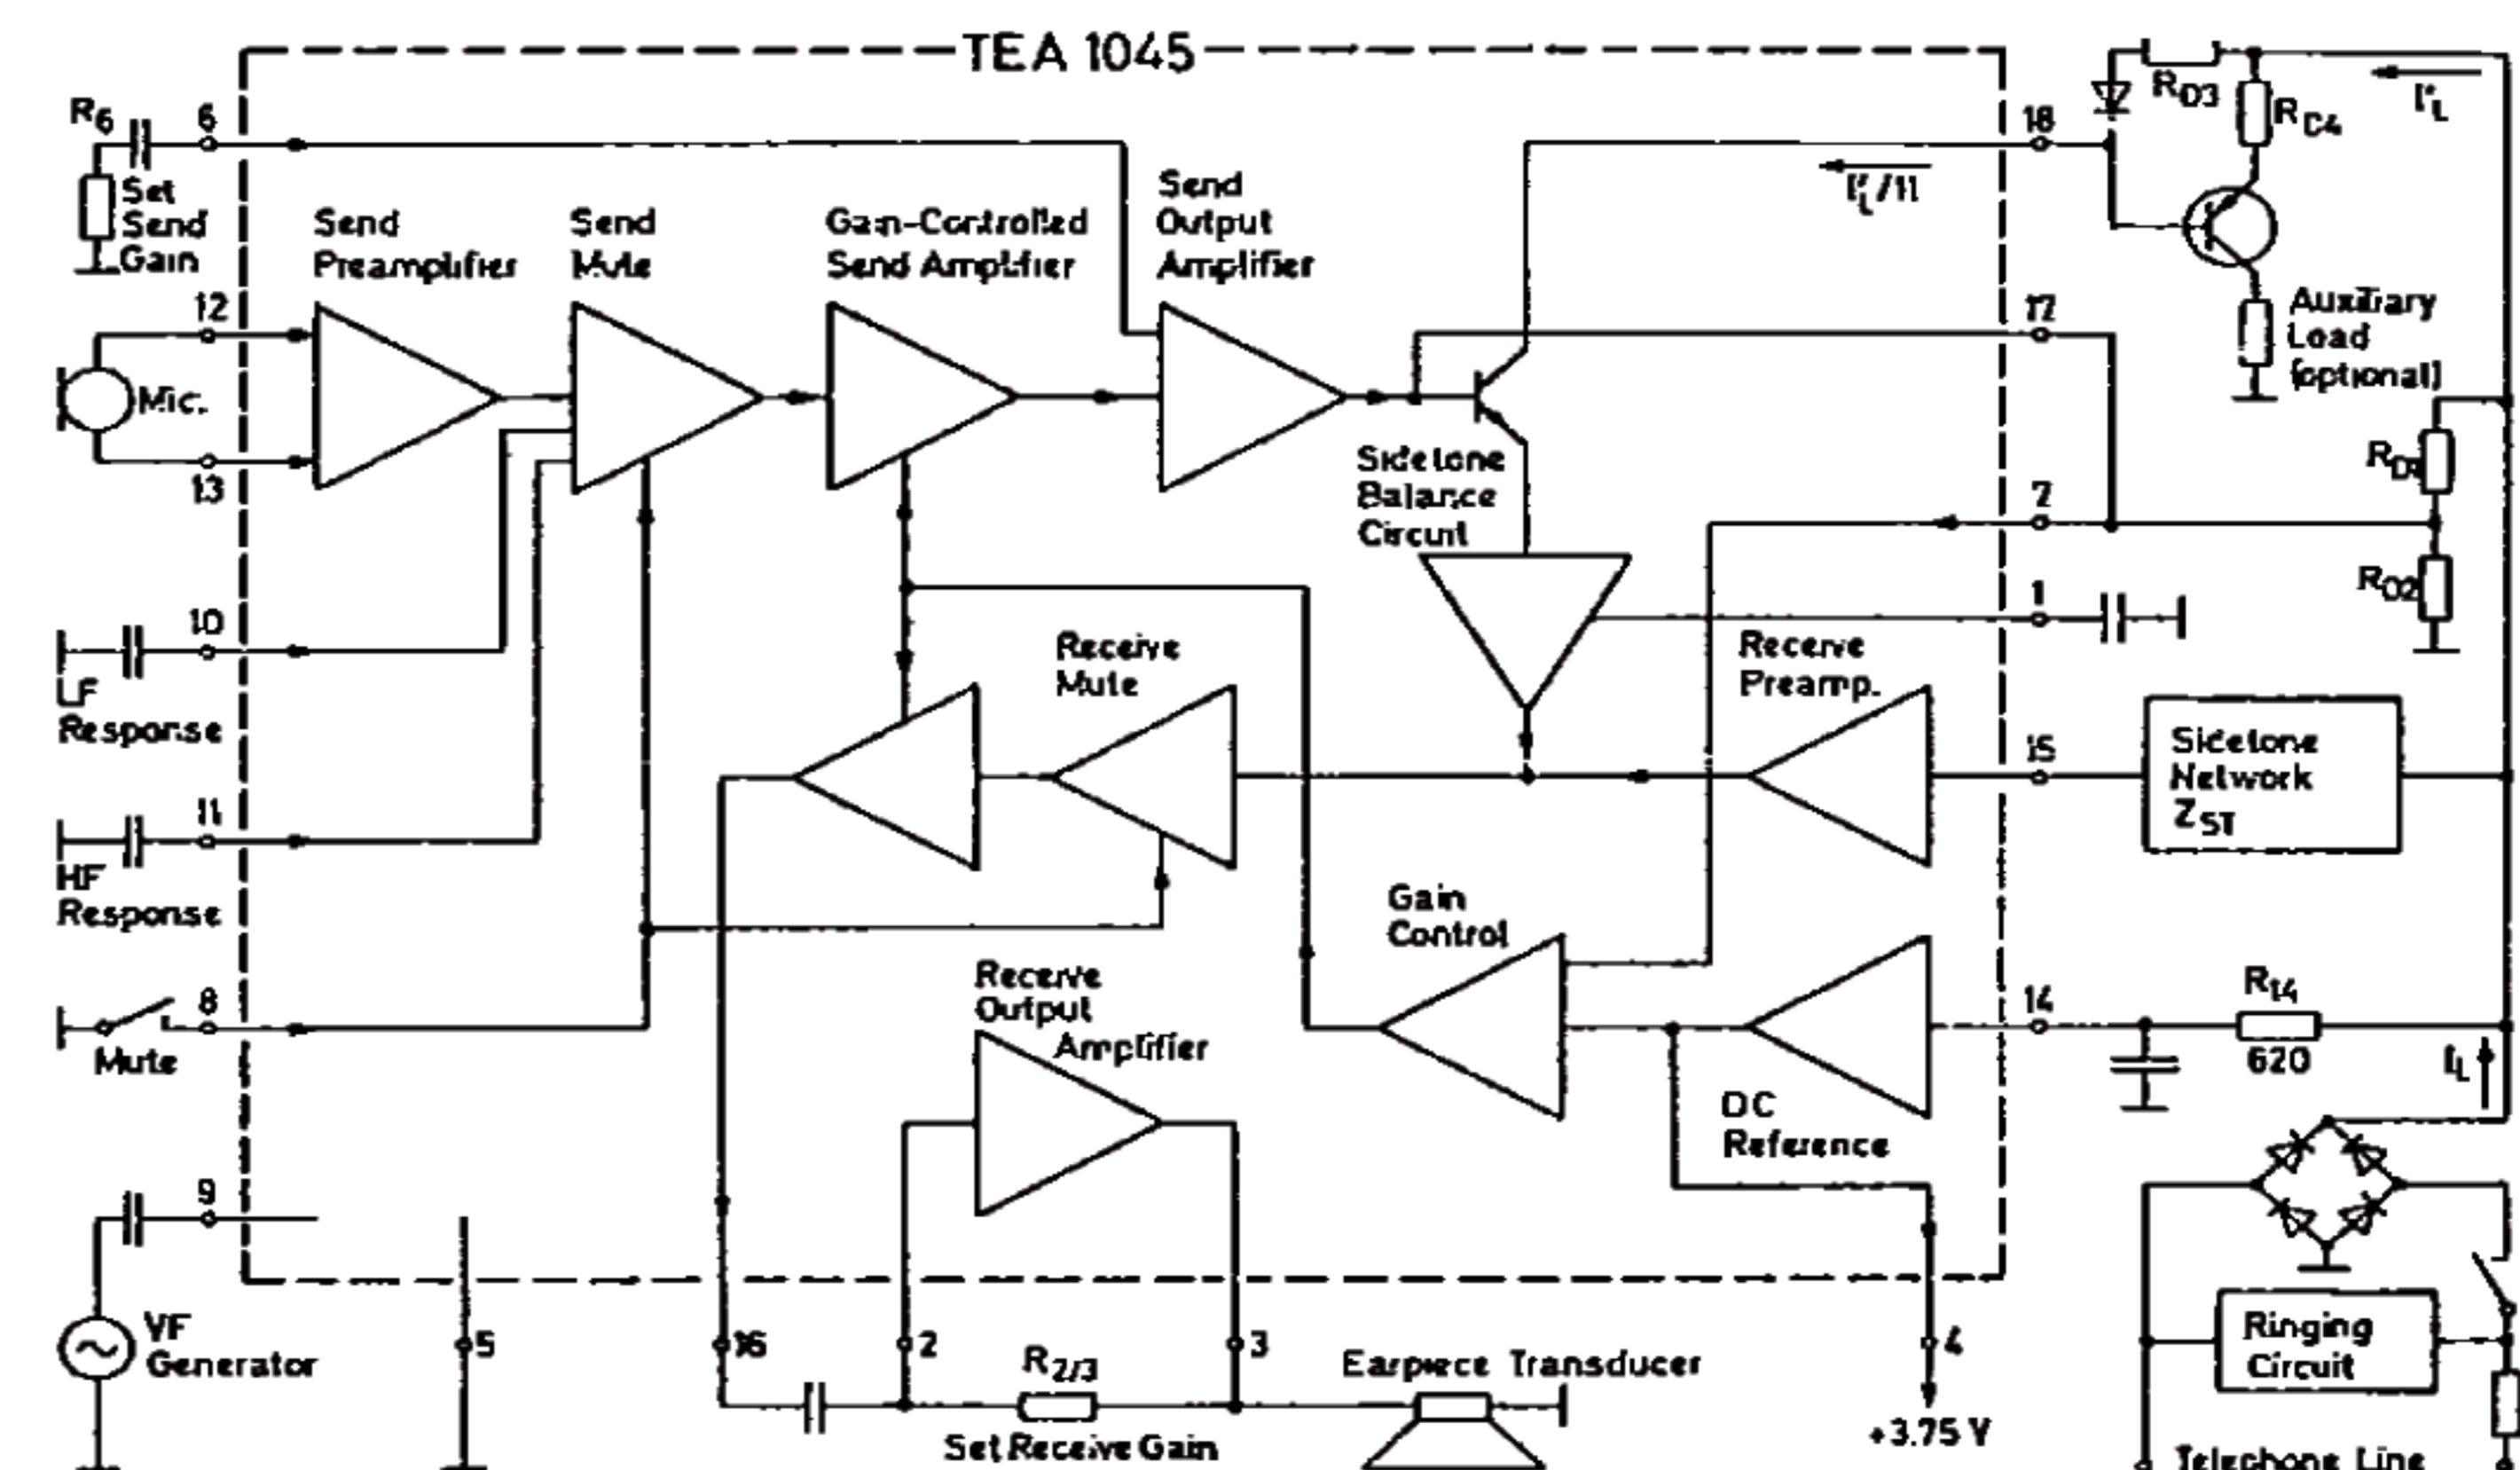 TEA 1045
R6
6
Set
Send
Gain
12
Mic.
13
Send
Preamplifier
Send
Mute
Gain-Controlled
Send Amplifier
Send
Output
Amplifier
18
I'L/11
RD3
RD4
I'L
17
Auxiliary
Load
(optional)
Sidetone
Balance
Circuit
7
RD2
1
10
LF
Response
Receive
Mute
Receive
Preamp.
15
Sidetone
Network
ZST
11
HF
Response
Gain
Control
8
Mute
Receive
Output
Amplifier
14
R14
620
IL
DC
Reference
9
VF
Generator
5
16
2
R2/3
3
Earpiece Transducer
Set Receive Gain
4
+3.75 V
Ringing
Circuit
Telephone Line